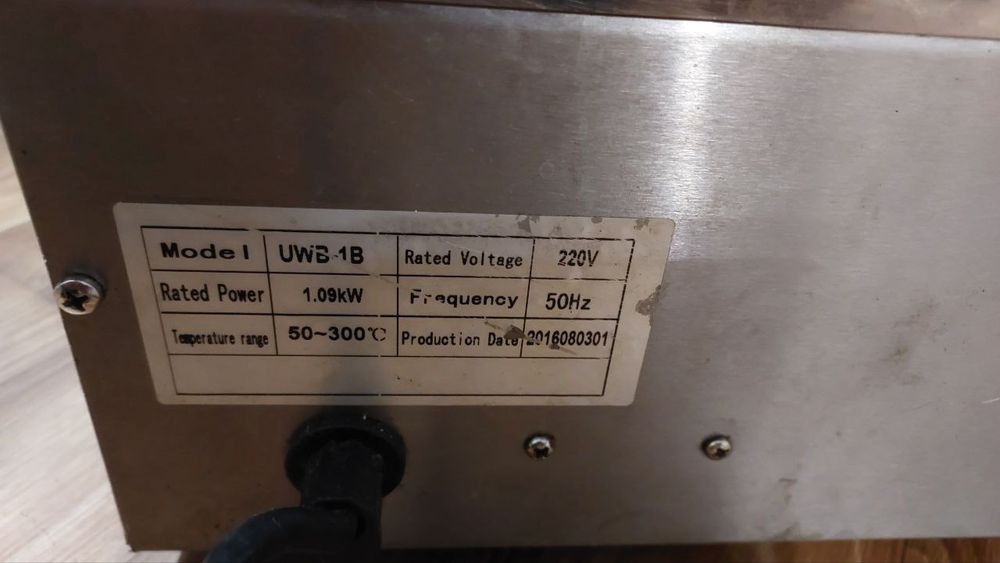 Model UWB-1B Rated Voltage 220V
Rated Power 1.09kW Frequency 50Hz
Temperature range 50~300℃ Production Date 2016080301